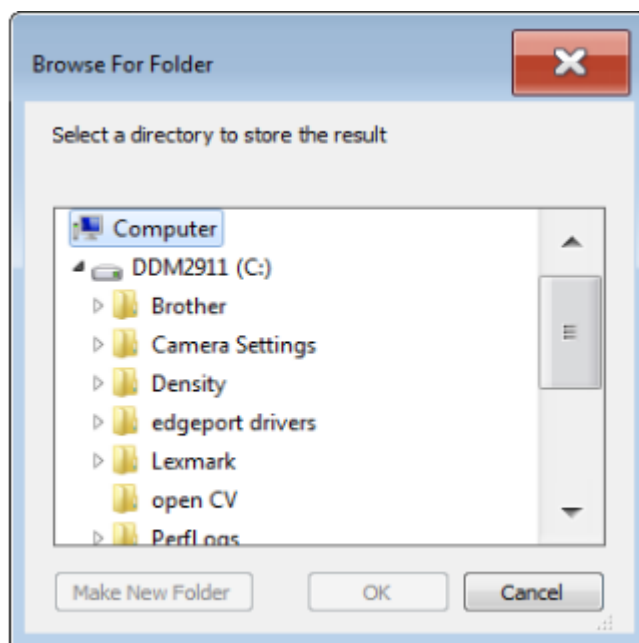 Browse For Folder
Select a directory to store the result
Computer
DDM2911 (C:)
Brother
Camera Settings
Density
edgeport drivers
Lexmark
open CV
PerfLogs
Make New Folder OK Cancel